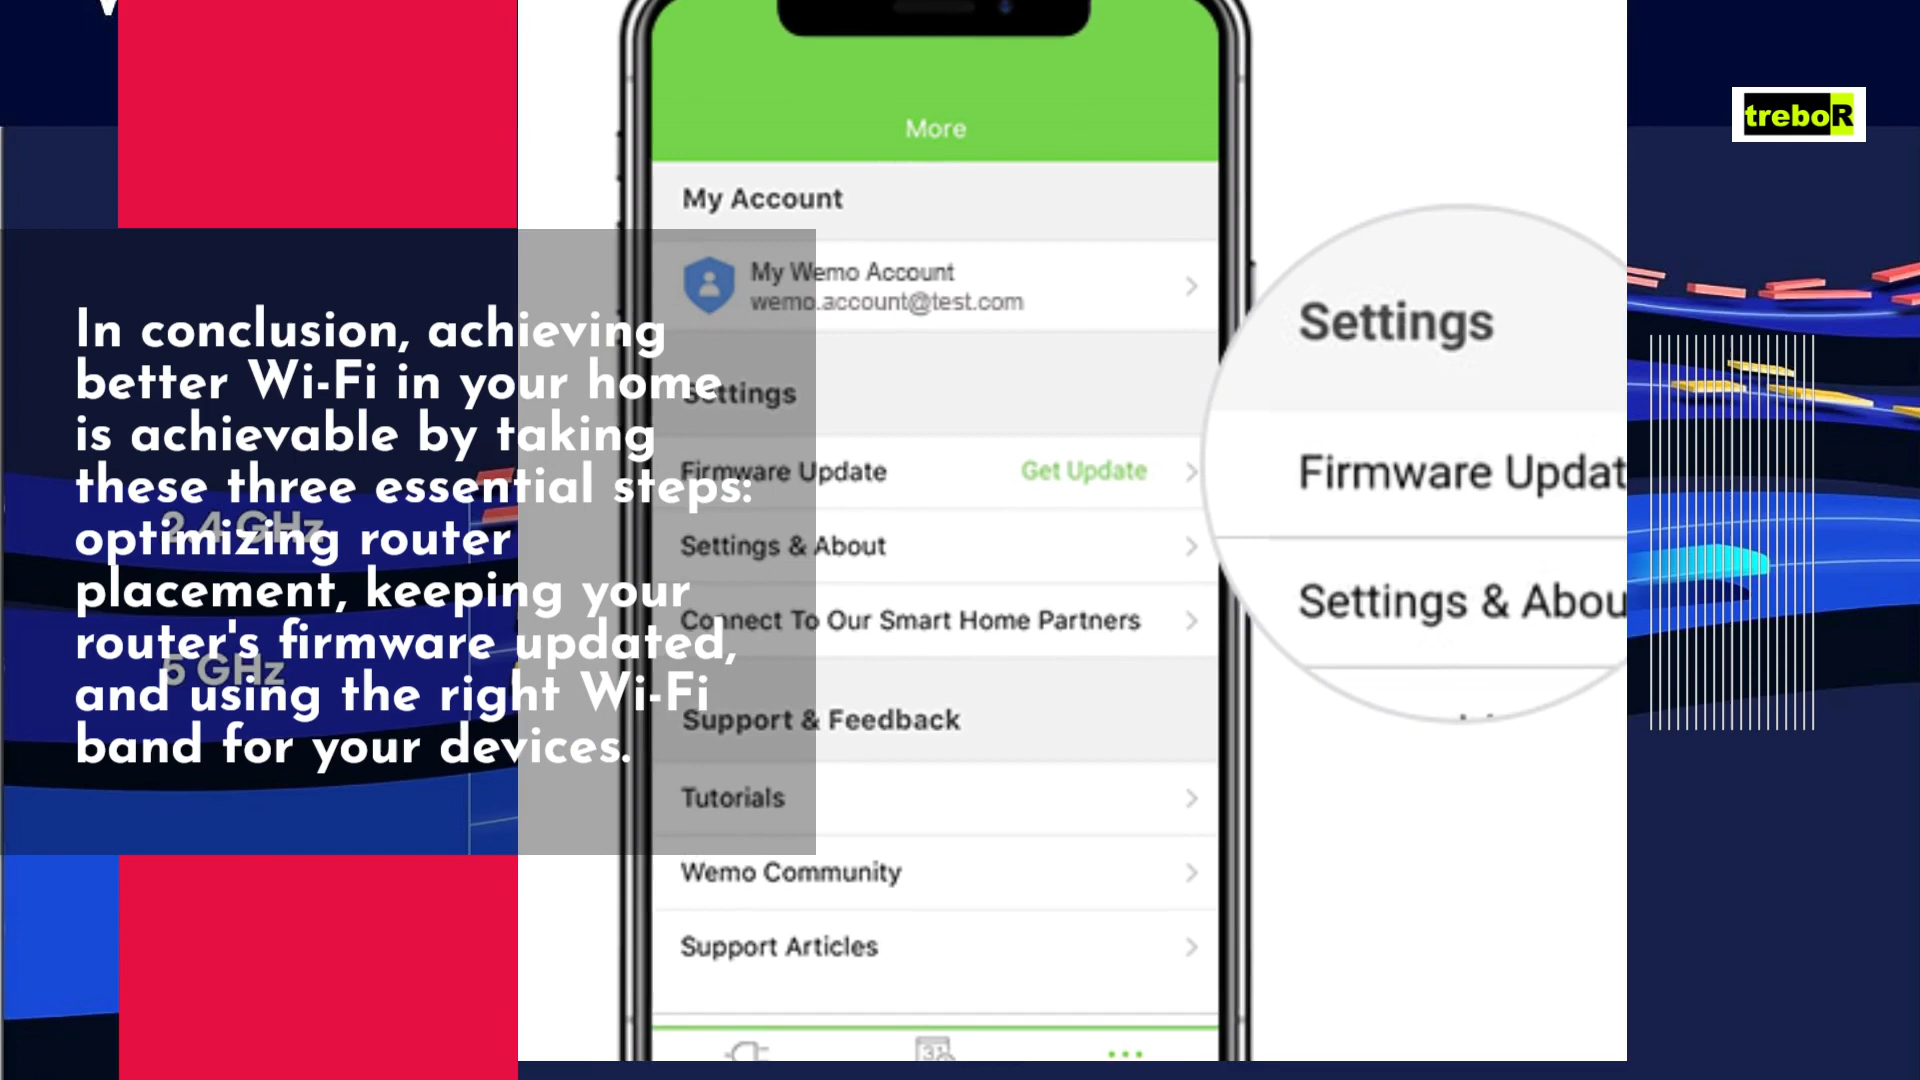 treboR
More
My Account
My Wemo Account
wemo.account@test.com
Settings
Firmware Update
Get Update
Settings & About
Connect To Our Smart Home Partners
Support & Feedback
Tutorials
Wemo Community
Support Articles
In conclusion, achieving
better Wi-Fi in your home
is achievable by taking
these three essential steps:
optimizing router
placement, keeping your
router's firmware updated,
and using the right Wi-Fi
band for your devices.
2.4 GHz
5 GHz
Settings
Firmware Updat
Settings & Abou
31